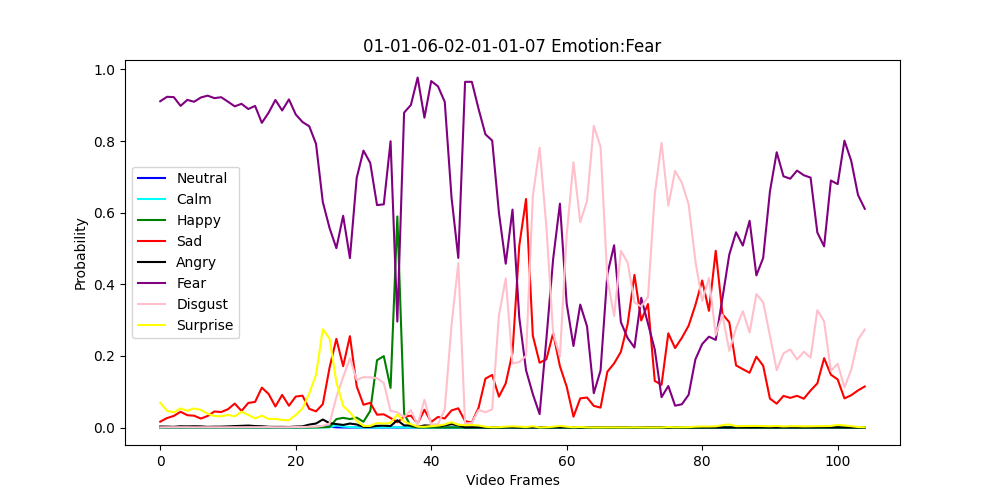 01-01-06-02-01-01-07 Emotion:Fear
Probability
1.0
0.8
0.6
0.4
0.2
0.0
Neutral
Calm
Happy
Sad
Angry
Fear
Disgust
Surprise
0 20 40 60 80 100
Video Frames